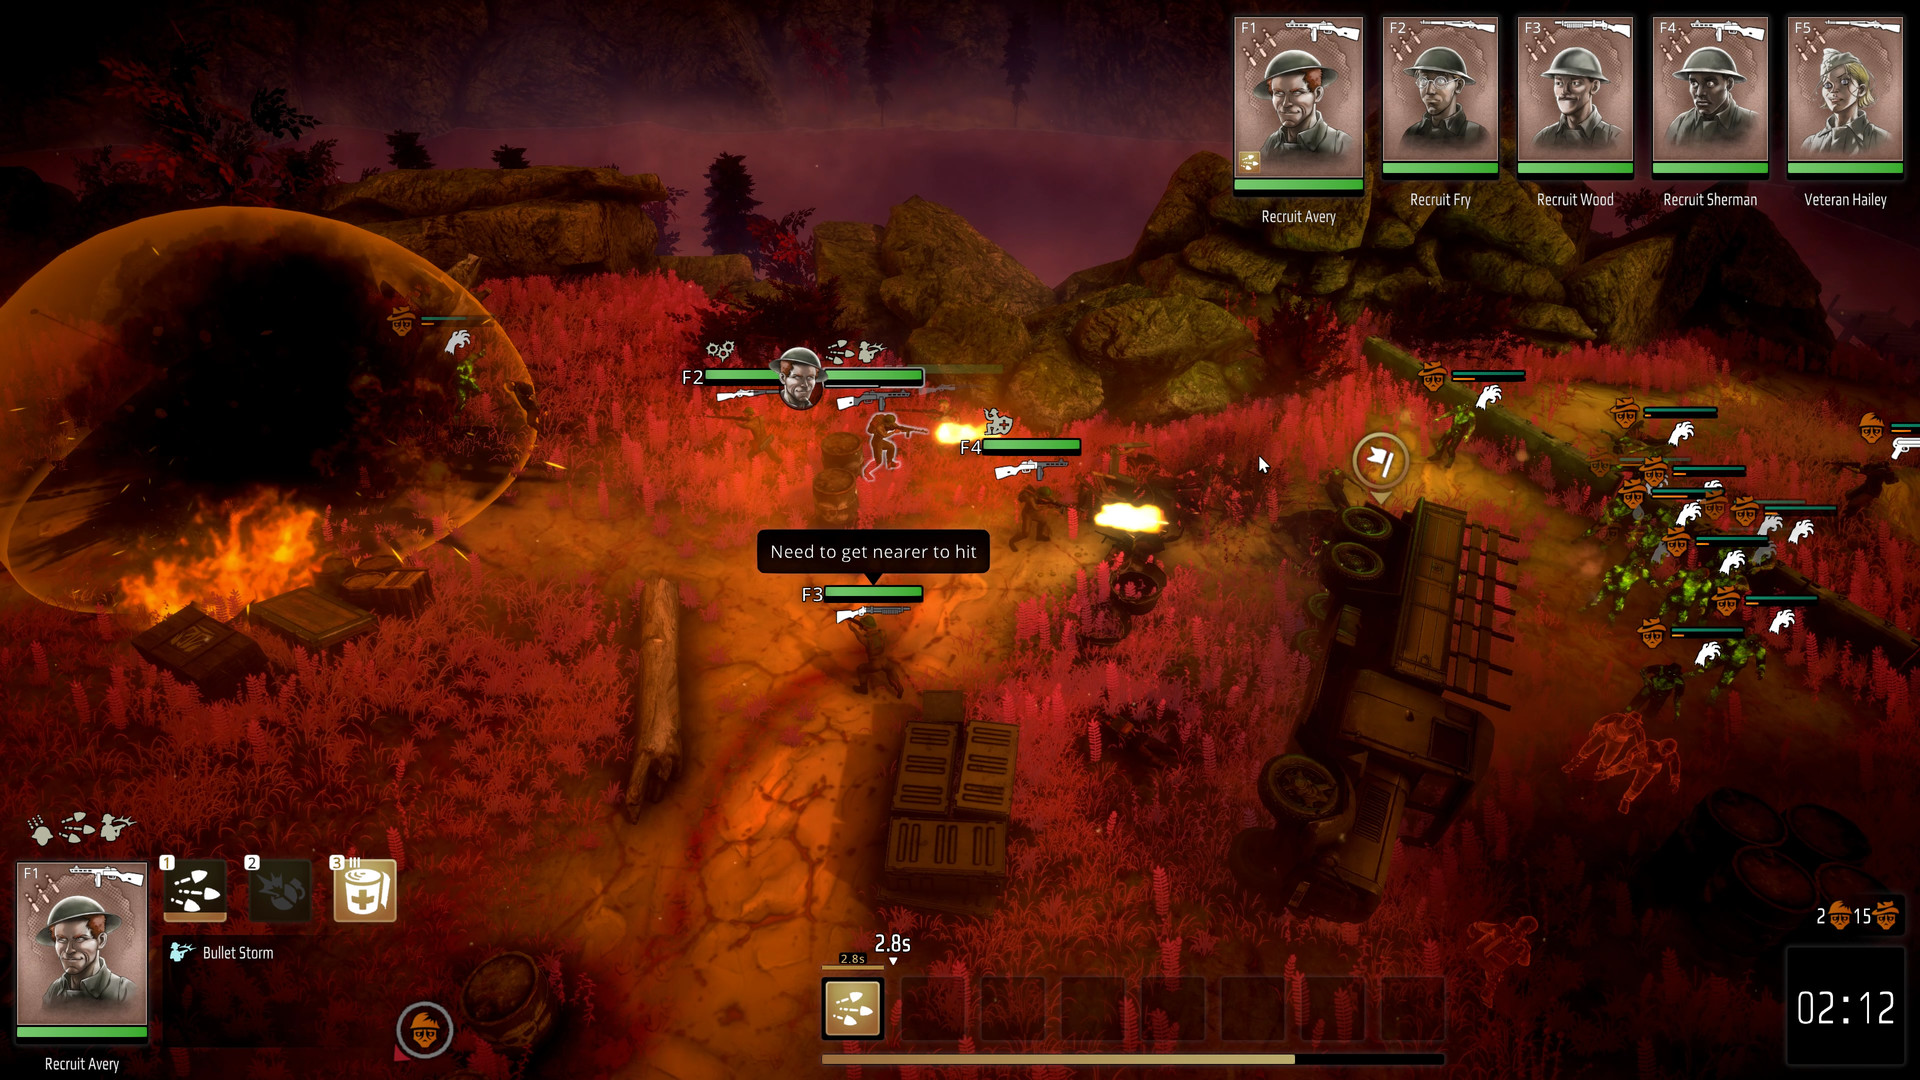 F1
F2
F3
F4
F5
Recruit Avery
Recruit Fry
Recruit Wood
Recruit Sherman
Veteran Hailey
F2
F4
Need to get nearer to hit
F3
1
2
3
F1
Bullet Storm
Recruit Avery
2.8s
2.8s
2
15
02:12